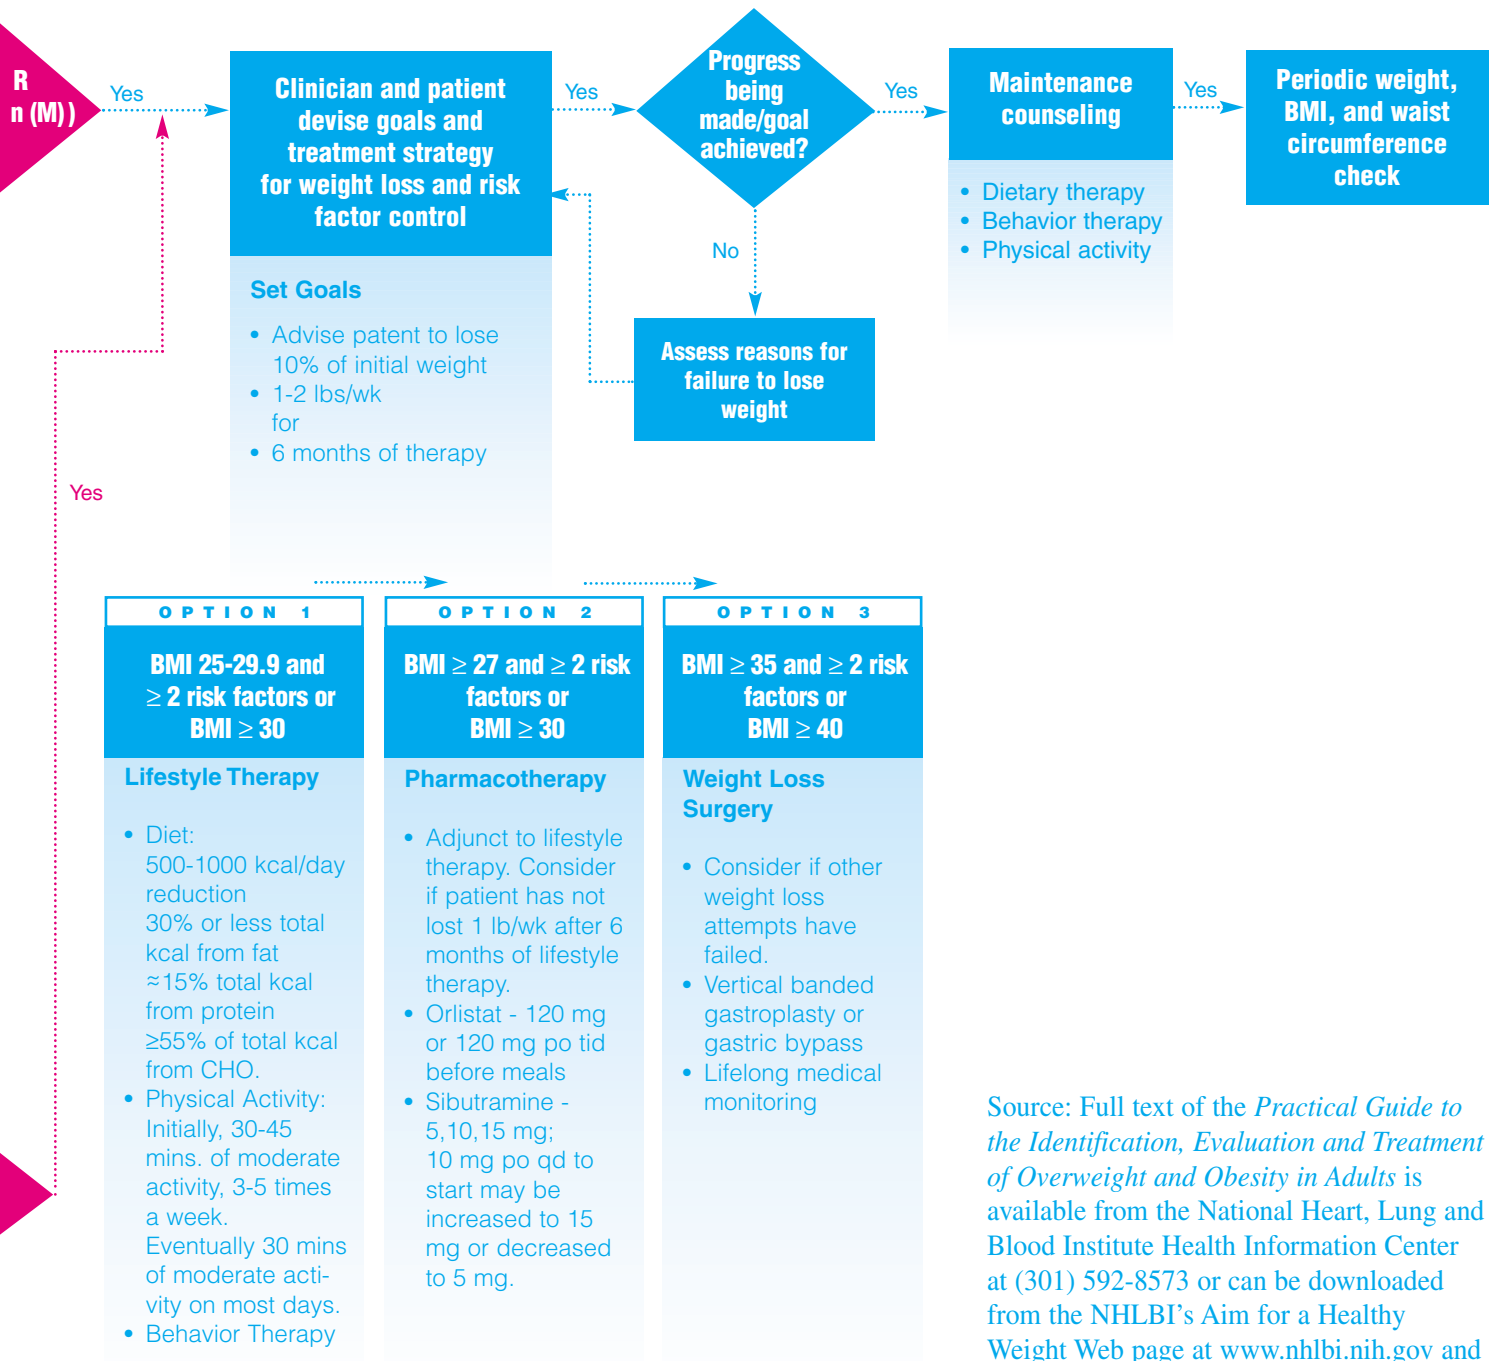 R
n (M))
Yes
Clinician and patient
devise goals and
treatment strategy
for weight loss and risk
factor control
Yes
Progress
being
made/goal
achieved?
Yes
Maintenance
counseling
Yes
Periodic weight,
BMI, and waist
circumference
check
• Dietary therapy
• Behavior therapy
• Physical activity
No
Assess reasons for
failure to lose
weight
Set Goals
• Advise patent to lose
10% of initial weight
• 1-2 lbs/wk
for
• 6 months of therapy
Yes
OPTION 1
BMI 25-29.9 and
≥ 2 risk factors or
BMI ≥ 30
Lifestyle Therapy
• Diet:
500-1000 kcal/day
reduction
30% or less total
kcal from fat
≈15% total kcal
from protein
≥55% of total kcal
from CHO.
• Physical Activity:
Initially, 30-45
mins. of moderate
activity, 3-5 times
a week.
Eventually 30 mins
of moderate acti-
vity on most days.
• Behavior Therapy
OPTION 2
BMI ≥ 27 and ≥ 2 risk
factors or
BMI ≥ 30
Pharmacotherapy
• Adjunct to lifestyle
therapy. Consider
if patient has not
lost 1 lb/wk after 6
months of lifestyle
therapy.
• Orlistat - 120 mg
or 120 mg po tid
before meals
• Sibutramine -
5,10,15 mg;
10 mg po qd to
start may be
increased to 15
mg or decreased
to 5 mg.
OPTION 3
BMI ≥ 35 and ≥ 2 risk
factors or
BMI ≥ 40
Weight Loss
Surgery
• Consider if other
weight loss
attempts have
failed.
• Vertical banded
gastroplasty or
gastric bypass
• Lifelong medical
monitoring
Source: Full text of the Practical Guide to
the Identification, Evaluation and Treatment
of Overweight and Obesity in Adults is
available from the National Heart, Lung and
Blood Institute Health Information Center
at (301) 592-8573 or can be downloaded
from the NHLBI's Aim for a Healthy
Weight Web page at www.nhlbi.nih.gov and